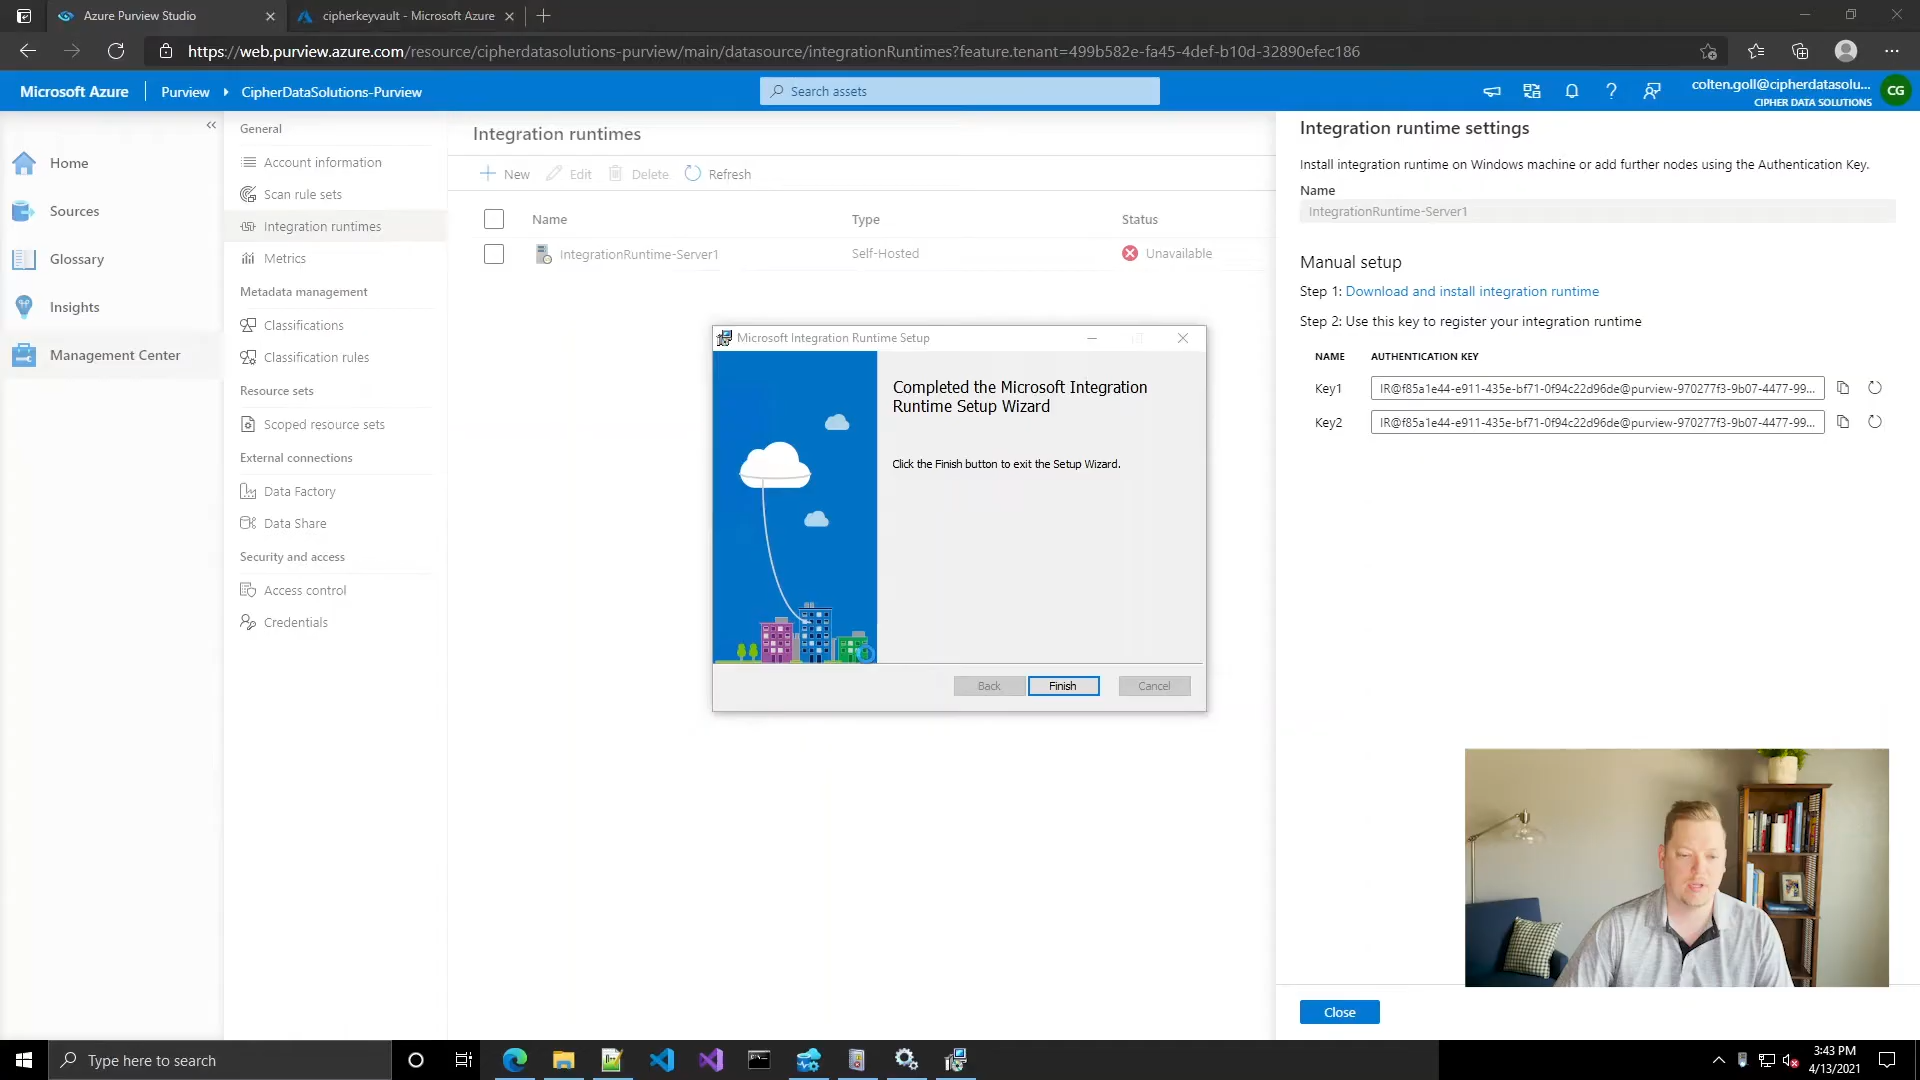 Azure Purview Studio
cipherkeyvault - Microsoft Azure
https://web.purview.azure.com/resource/cipherdatasolutions-purview/main/datasource/integrationRuntimes?feature.tenant=499b582e-fa45-4def-b10d-32890efec186
Microsoft Azure
Purview
CipherDataSolutions-Purview
Search assets
colten.goll@cipherdatasolu...
CIPHER DATA SOLUTIONS
CG
Home
Sources
Glossary
Insights
Management Center
General
Account information
Scan rule sets
Integration runtimes
Metrics
Metadata management
Classifications
Classification rules
Resource sets
Scoped resource sets
External connections
Data Factory
Data Share
Security and access
Access control
Credentials
Integration runtimes
New Edit Delete Refresh
Name Type Status
IntegrationRuntime-Server1 Self-Hosted Unavailable
Microsoft Integration Runtime Setup
Completed the Microsoft Integration
Runtime Setup Wizard
Click the Finish button to exit the Setup Wizard.
Back Finish Cancel
Integration runtime settings
Install integration runtime on Windows machine or add further nodes using the Authentication Key.
Name
IntegrationRuntime-Server1
Manual setup
Step 1: Download and install integration runtime
Step 2: Use this key to register your integration runtime
NAME AUTHENTICATION KEY
Key1 IR@f85a1e44-e911-435e-bf71-0f94c22d96de@purview-970277f3-9b07-4477-99...
Key2 IR@f85a1e44-e911-435e-bf71-0f94c22d96de@purview-970277f3-9b07-4477-99...
Close
Type here to search
3:43 PM
4/13/2021